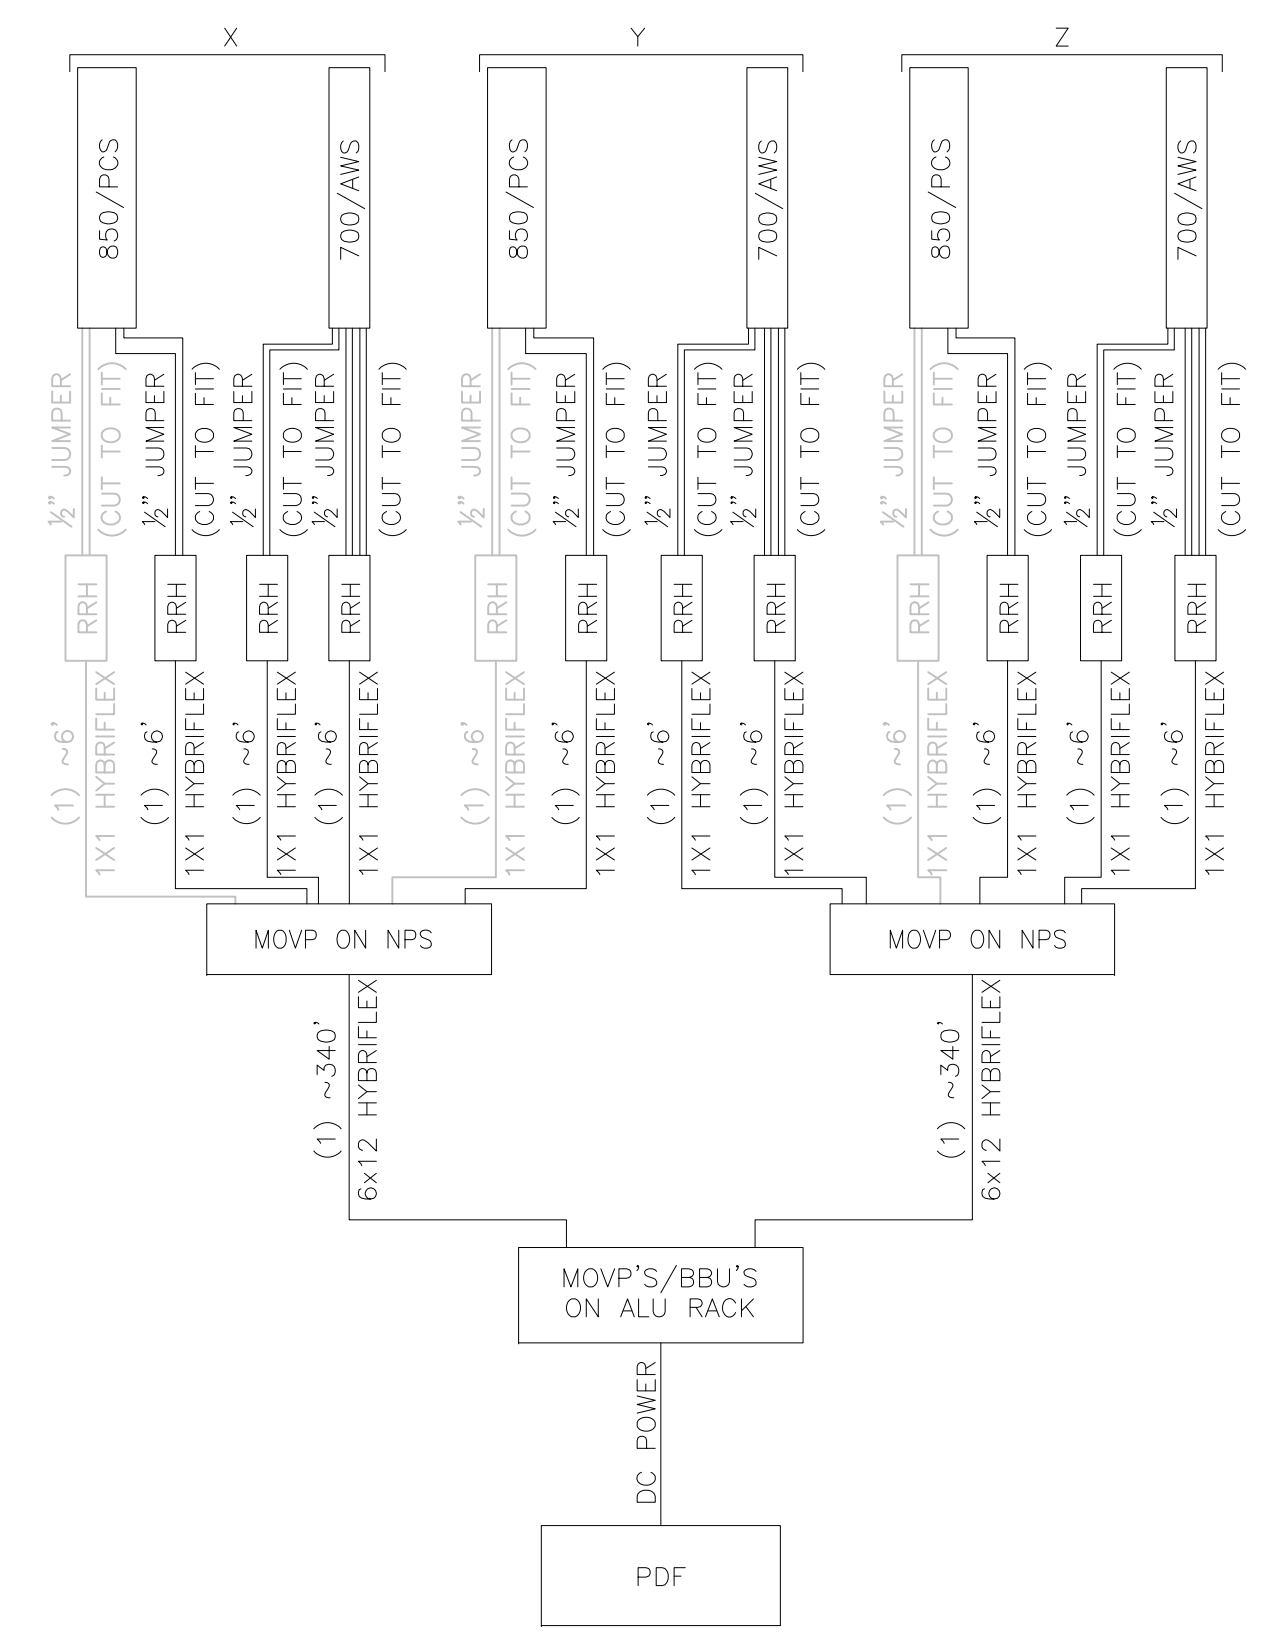 X
Y
Z
850/PCS
700/AWS
850/PCS
700/AWS
850/PCS
700/AWS
½" JUMPER
(CUT TO FIT)
½" JUMPER
(CUT TO FIT)
½" JUMPER
(CUT TO FIT)
½" JUMPER
(CUT TO FIT)
½" JUMPER
(CUT TO FIT)
½" JUMPER
(CUT TO FIT)
½" JUMPER
(CUT TO FIT)
½" JUMPER
(CUT TO FIT)
½" JUMPER
(CUT TO FIT)
½" JUMPER
(CUT TO FIT)
½" JUMPER
(CUT TO FIT)
½" JUMPER
(CUT TO FIT)
RRH
RRH
RRH
RRH
RRH
RRH
RRH
RRH
RRH
RRH
RRH
RRH
(1) ~6'
1X1 HYBRIFLEX
(1) ~6'
1X1 HYBRIFLEX
(1) ~6'
1X1 HYBRIFLEX
(1) ~6'
1X1 HYBRIFLEX
(1) ~6'
1X1 HYBRIFLEX
(1) ~6'
1X1 HYBRIFLEX
(1) ~6'
1X1 HYBRIFLEX
(1) ~6'
1X1 HYBRIFLEX
(1) ~6'
1X1 HYBRIFLEX
(1) ~6'
1X1 HYBRIFLEX
(1) ~6'
1X1 HYBRIFLEX
(1) ~6'
1X1 HYBRIFLEX
MOVP ON NPS
MOVP ON NPS
(1) ~340'
6x12 HYBRIFLEX
(1) ~340'
6x12 HYBRIFLEX
MOVP'S/BBU'S
ON ALU RACK
DC POWER
PDF